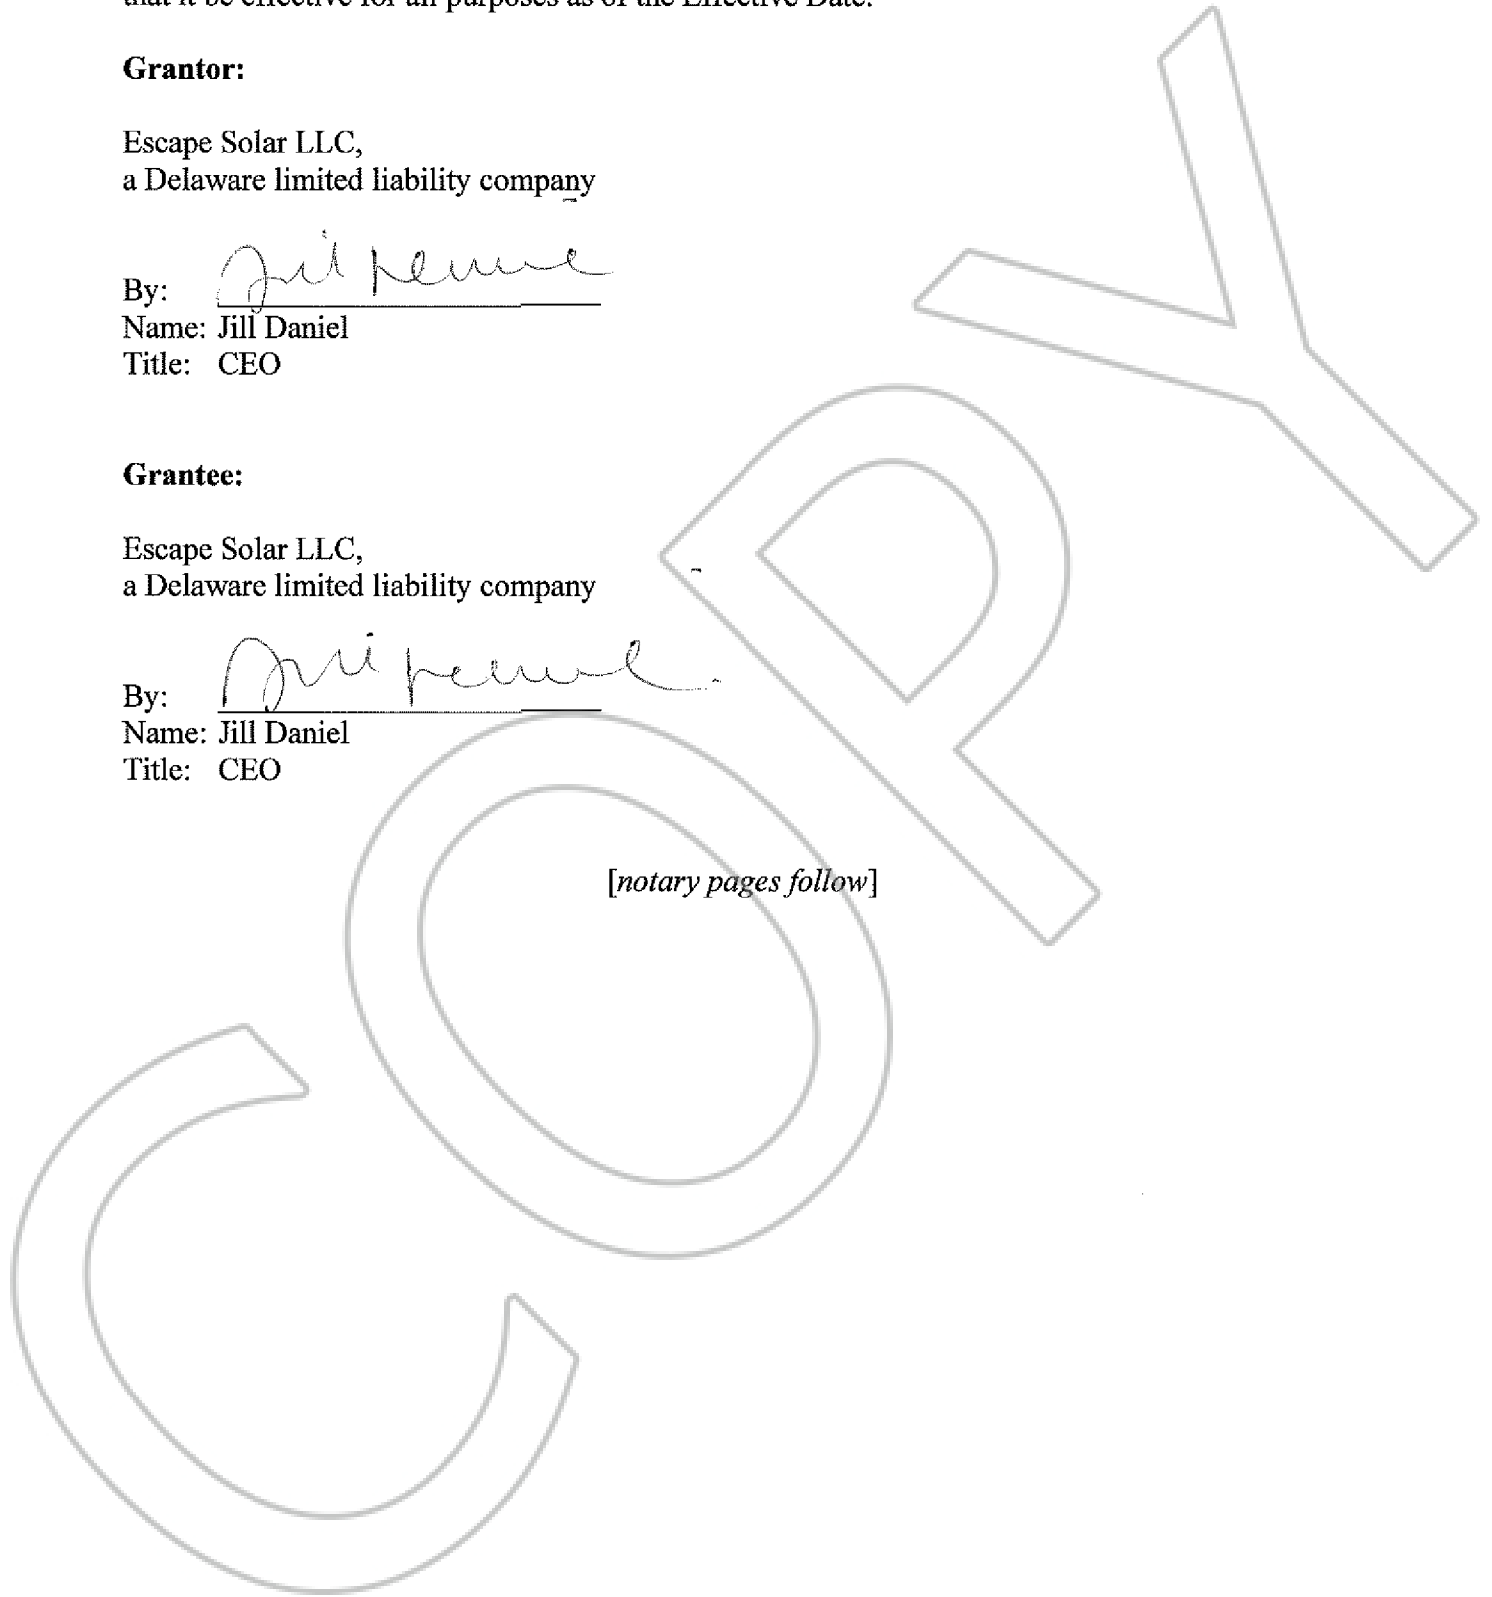 that it be effective for all purposes as of the Effective Date.
Grantor:
Escape Solar LLC,
a Delaware limited liability company
By:
Name: Jill Daniel
Title: CEO
Grantee:
Escape Solar LLC,
a Delaware limited liability company
By:
Name: Jill Daniel
Title: CEO
[notary pages follow]
COPY